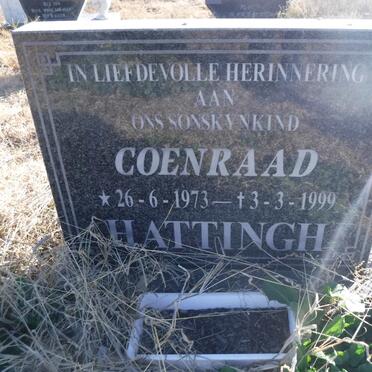 IN LIEFDEVOLLE HERINNERING
AAN
ONS SONSKYNKIND
COENRAAD
★ 26 - 6 - 1973 — † 3 - 3 - 1999
HATTINGH